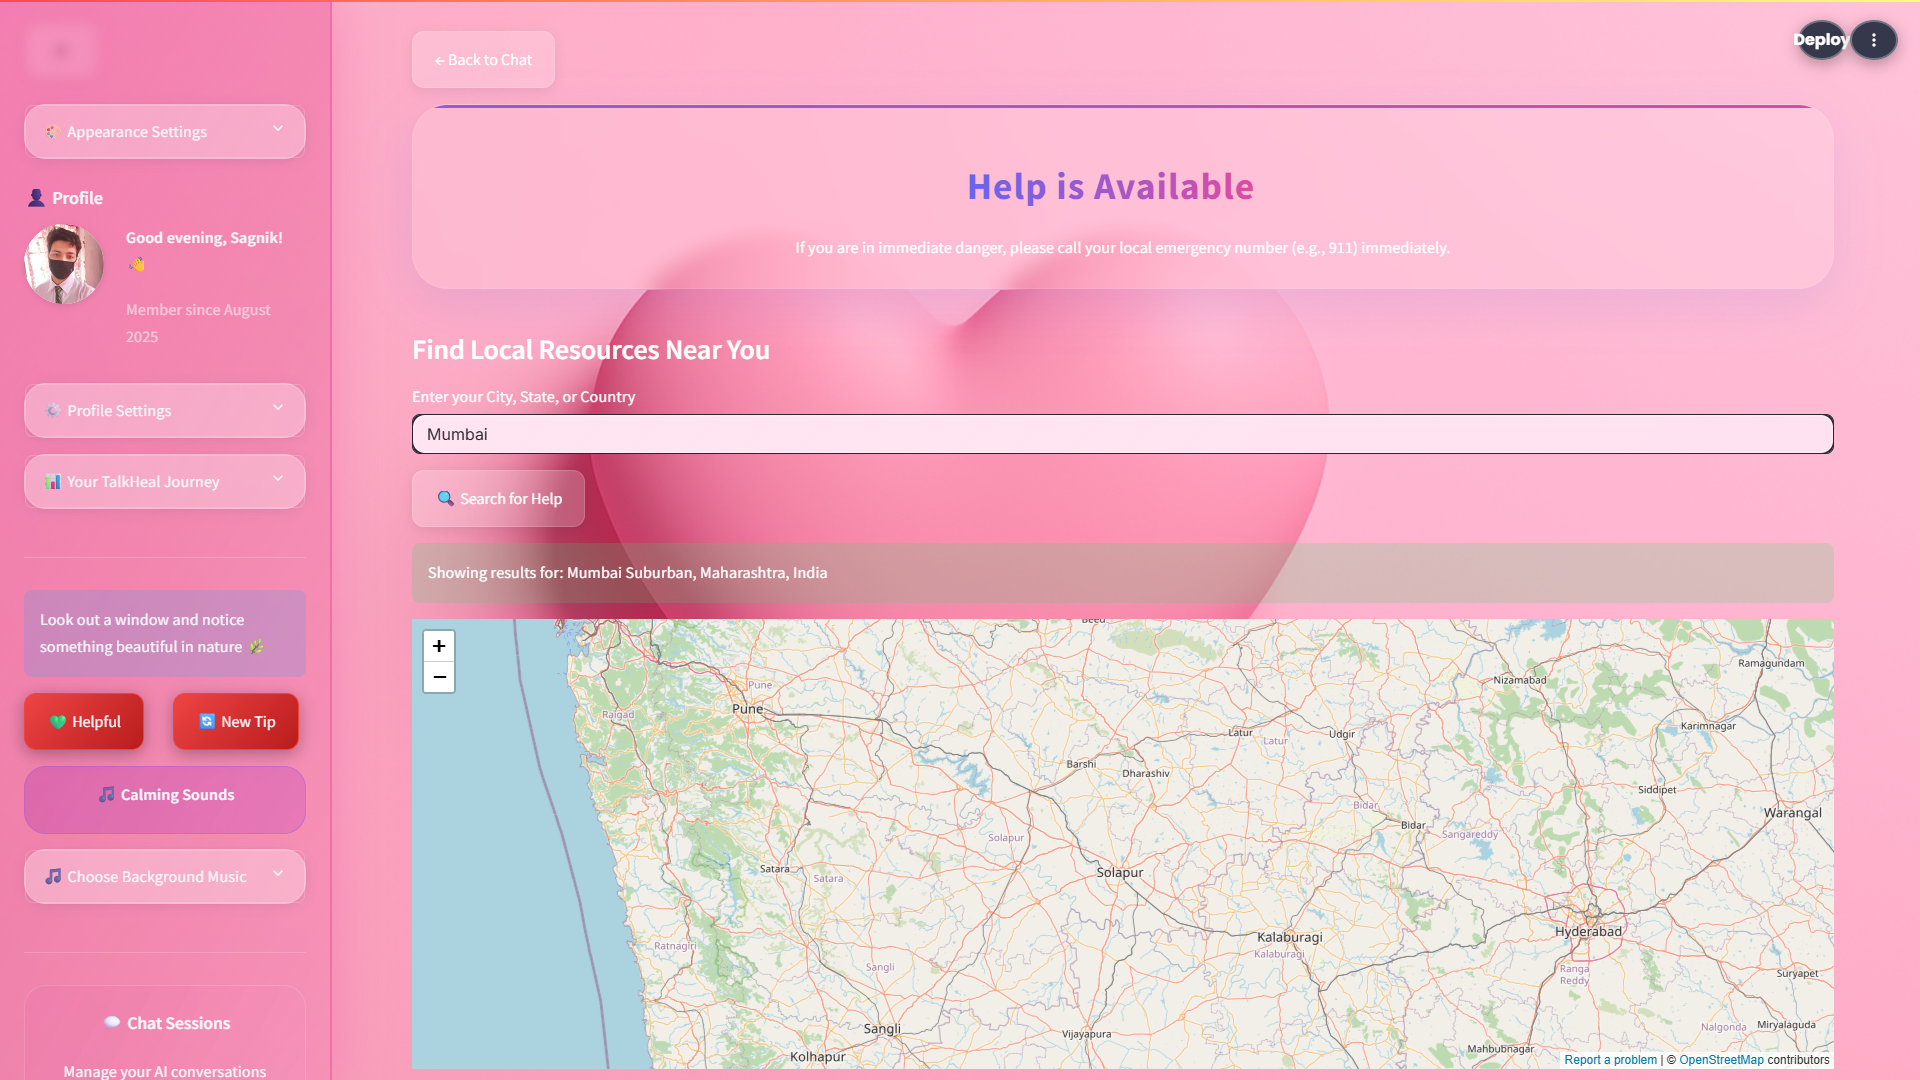 Appearance Settings
Profile
Good evening, Sagnik!
Member since August
2025
Profile Settings
Your TalkHeal Journey
Look out a window and notice
something beautiful in nature
Helpful
New Tip
Calming Sounds
Choose Background Music
Chat Sessions
Manage your AI conversations
← Back to Chat
Deploy
Help is Available
If you are in immediate danger, please call your local emergency number (e.g., 911) immediately.
Find Local Resources Near You
Enter your City, State, or Country
Mumbai
Search for Help
Showing results for: Mumbai Suburban, Maharashtra, India
+
−
Beed
Ramagundam
Nizamabad
Pune
Pune
Raigad
Karimnagar
Latur
Latur
Udgir
Barshi
Dharashiv
Siddipet
Bidar
Warangal
Bidar
Sangareddy
Solapur
Satara
Satara
Solapur
Hyderabad
Kalaburagi
Kalaburagi
Ratnagiri
Sangli
Ranga
Reddy
Suryapet
Sangli
Vijayapura
Nalgonda
Miryalaguda
Mahbubnagar
Kolhapur
Report a problem | © OpenStreetMap contributors